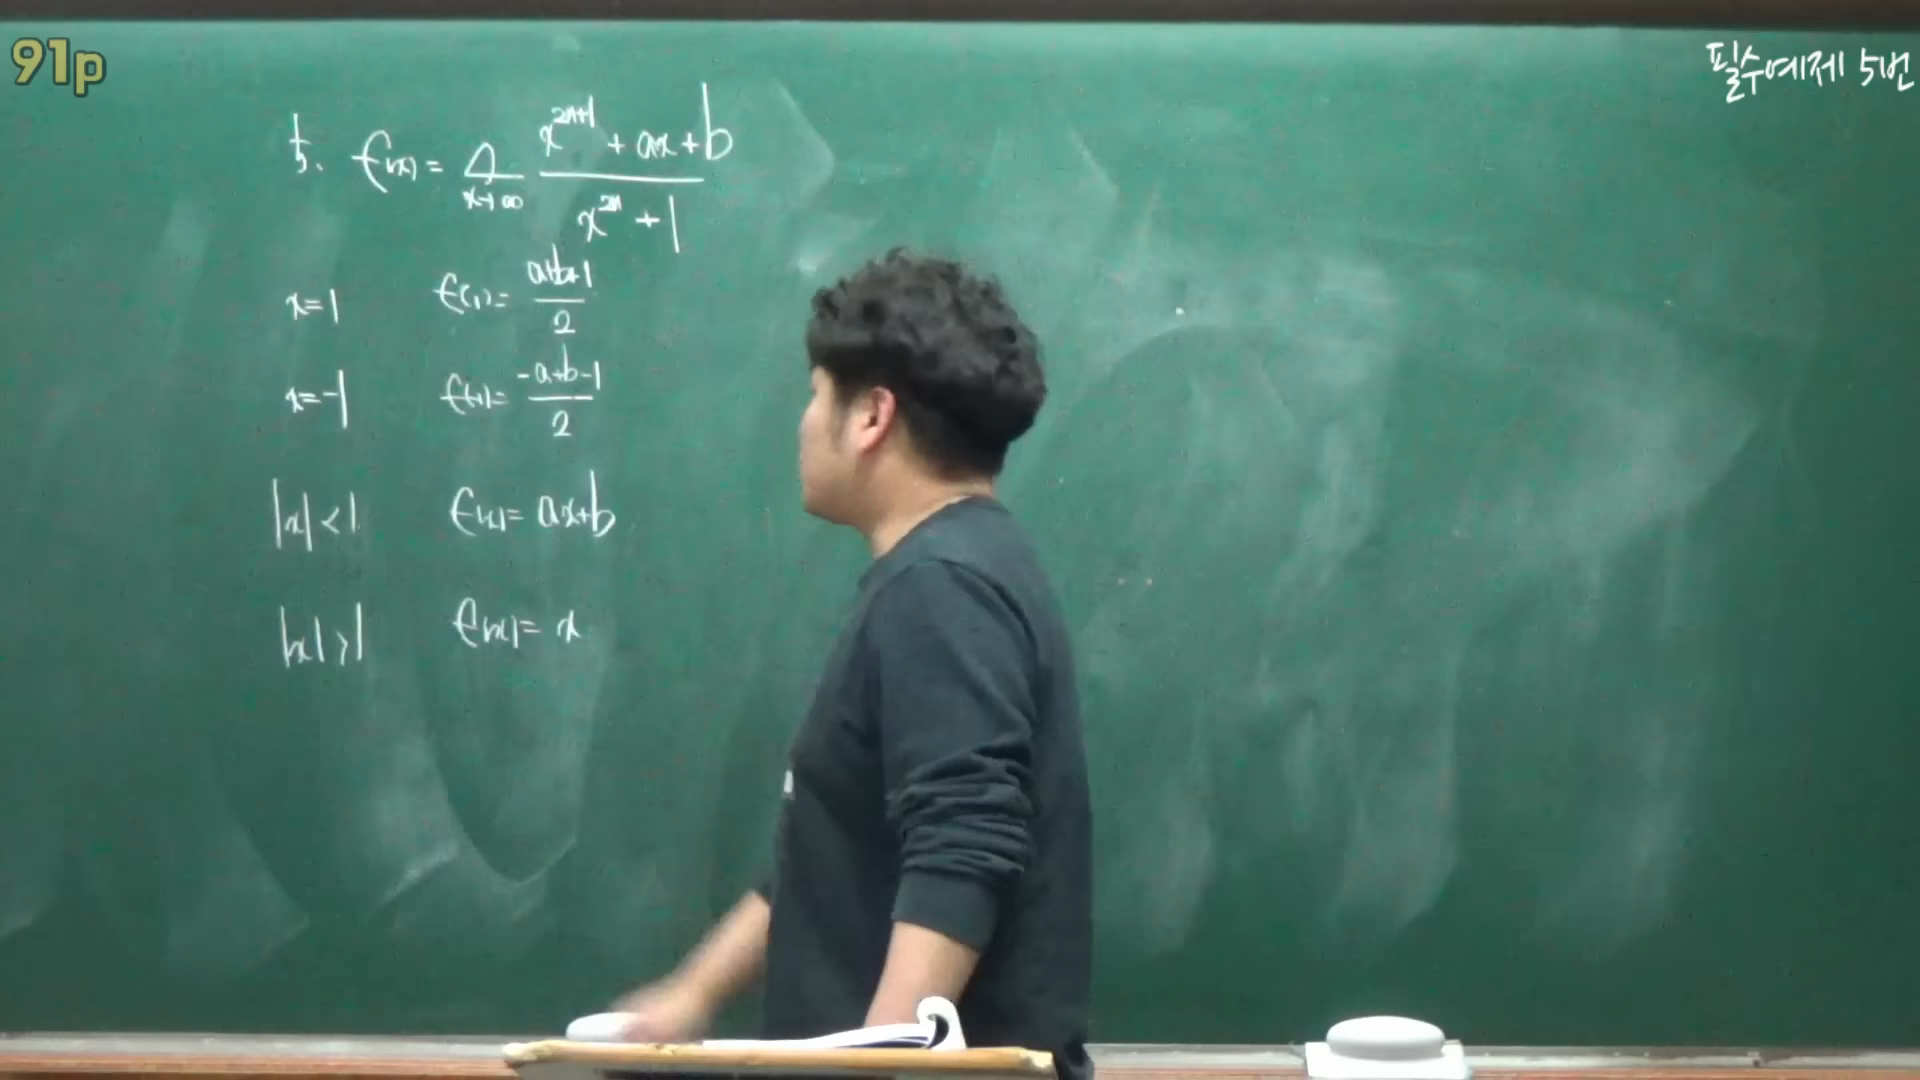 91p
필수예제 5번
5. f(x) = lim x→∞ (x^{2n+1} + ax + b) / (x^{2n} + 1)
x=1 f(1) = (a+b+1) / 2
x=-1 f(-1) = (-a+b-1) / 2
|x| < 1 f(x) = ax+b
|x| > 1 f(x) = x